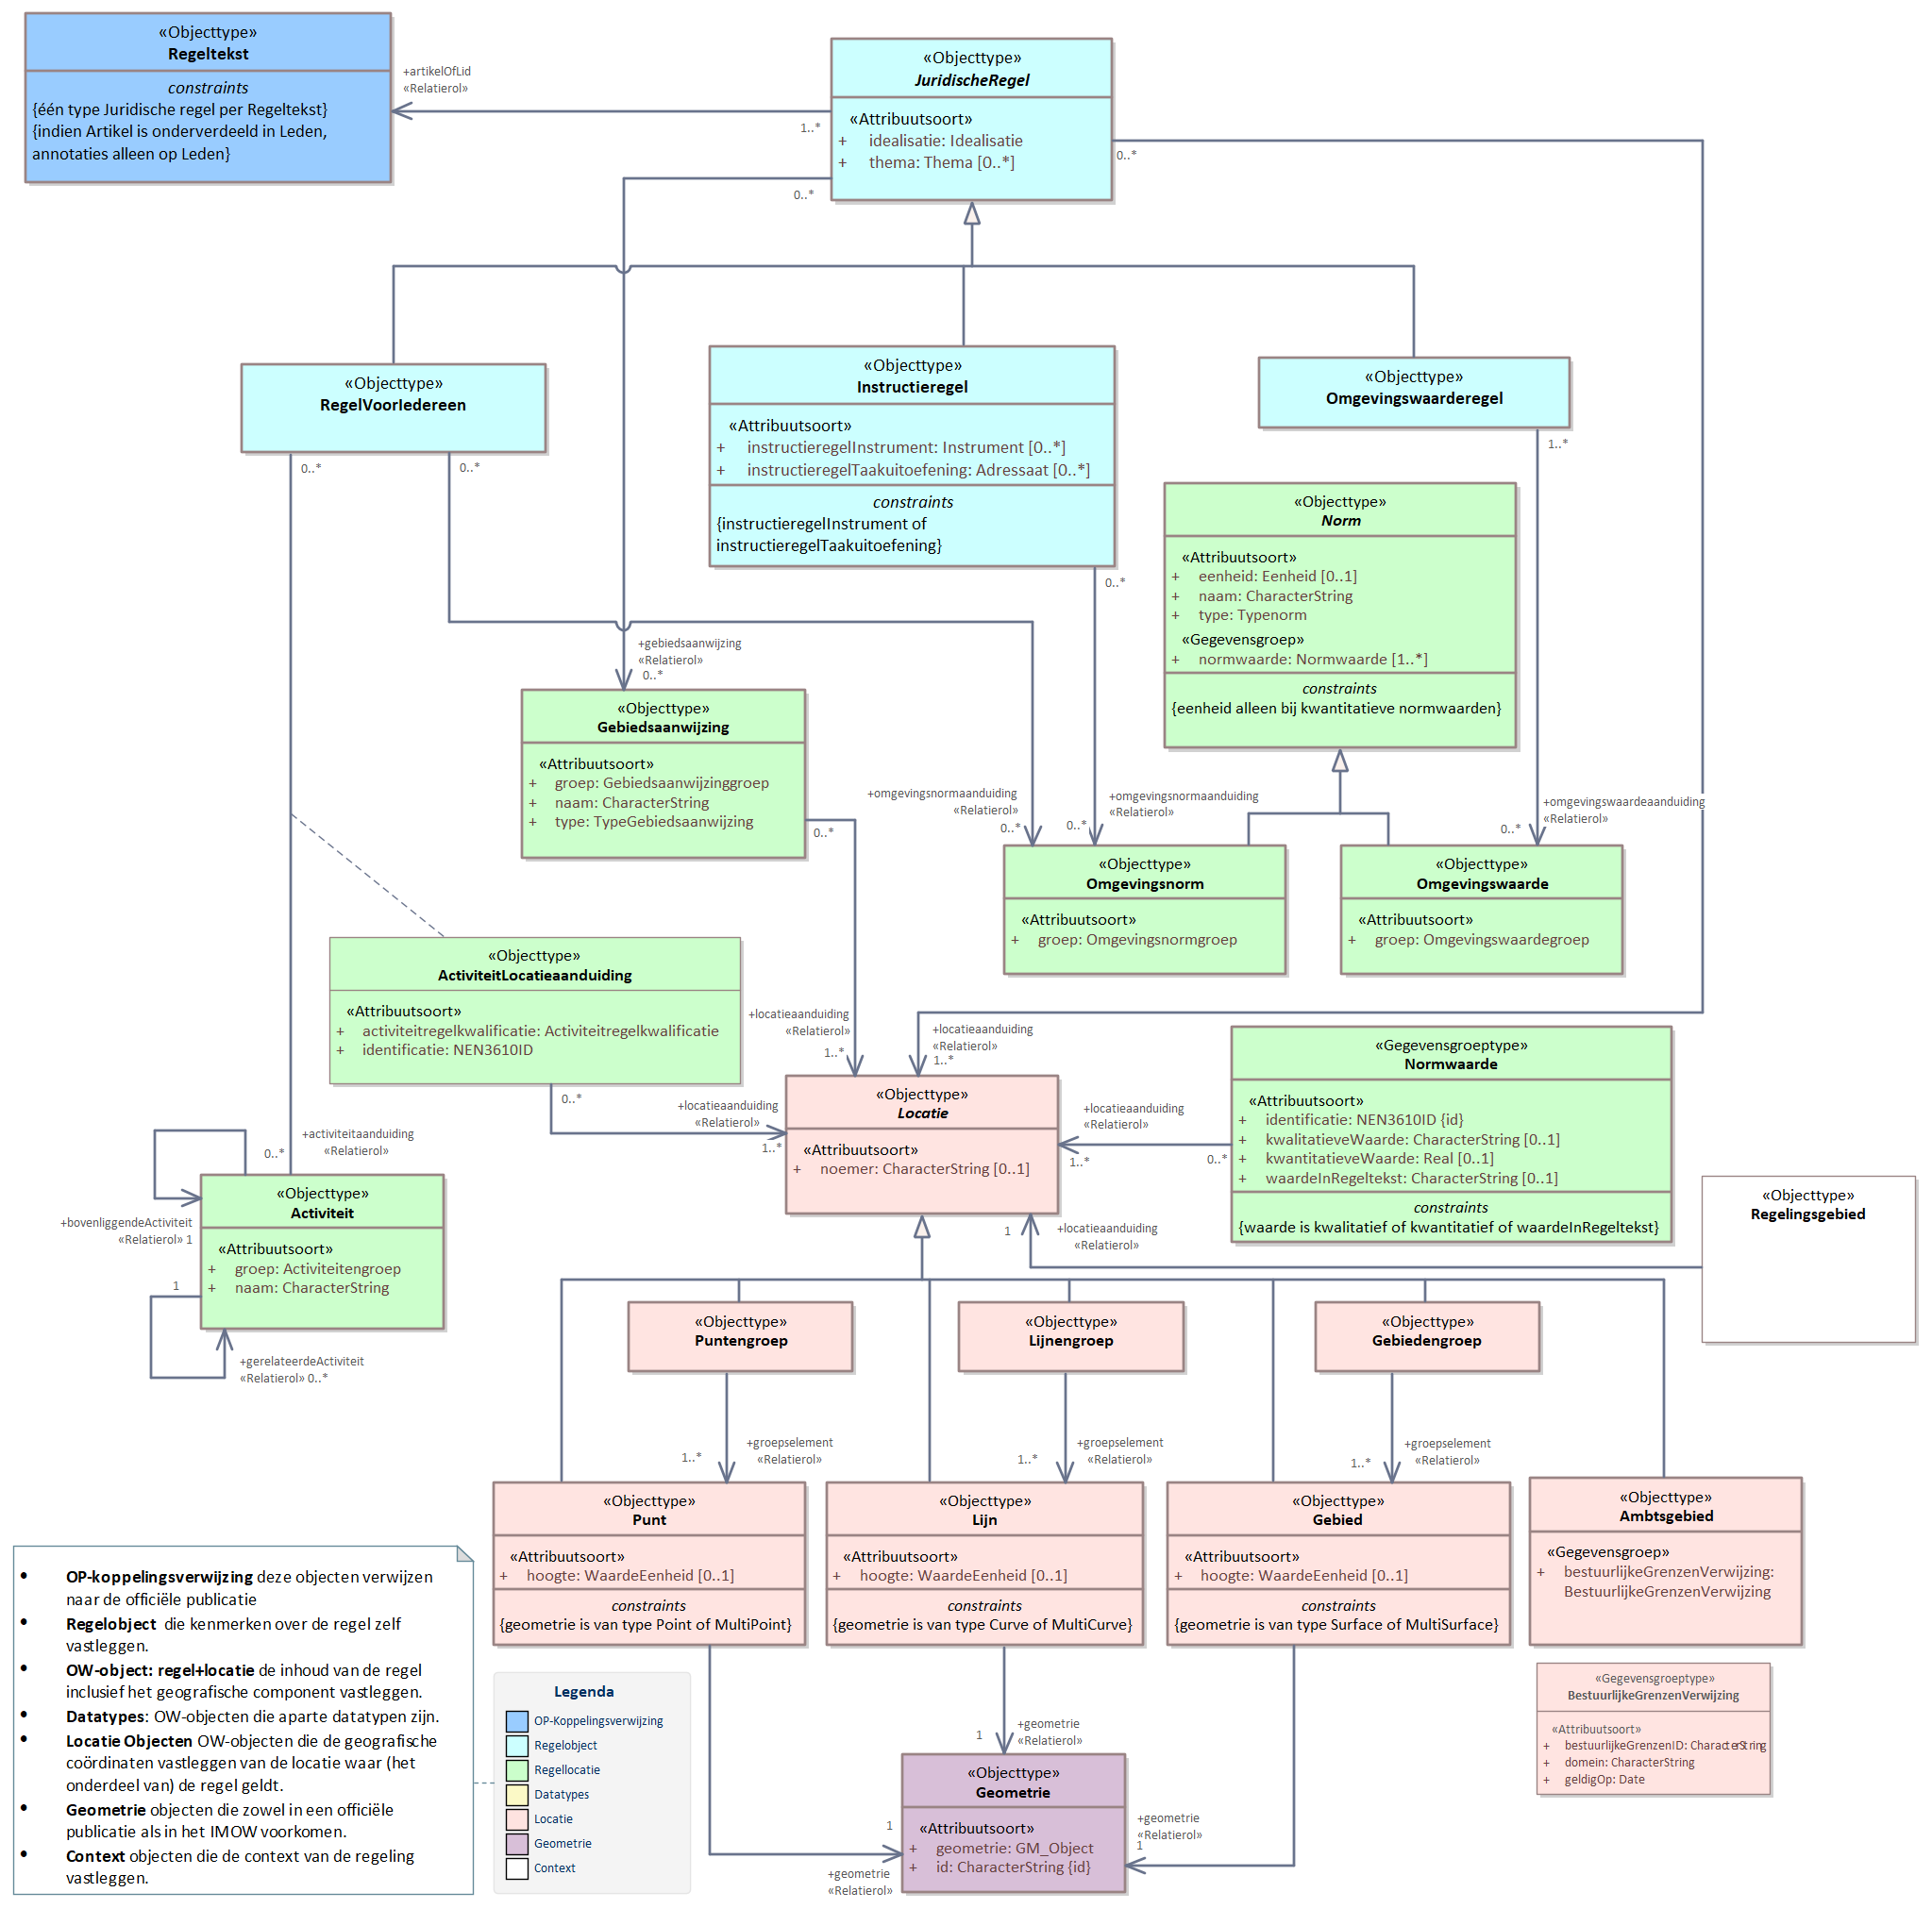 «Objecttype»
Regeltekst
constraints
{één type Juridische regel per Regeltekst}
{indien Artikel is onderverdeeld in Leden,
annotaties alleen op Leden}
+artikelOfLid
«Relatierol»
1..*
«Objecttype»
JuridischeRegel
«Attribuutsoort»
+ idealisatie: Idealisatie
+ thema: Thema [0..*]
0..*
0..*
«Objecttype»
RegelVoorIedereen
0..*
0..*
«Objecttype»
Instructieregel
«Attribuutsoort»
+ instructieregelInstrument: Instrument [0..*]
+ instructieregelTaakuitoefening: Adressaat [0..*]
constraints
{instructieregelInstrument of
instructieregelTaakuitoefening}
0..*
«Objecttype»
Omgevingswaarderegel
1..*
«Objecttype»
Norm
«Attribuutsoort»
+ eenheid: Eenheid [0..1]
+ naam: CharacterString
+ type: Typenorm
«Gegevensgroep»
+ normwaarde: Normwaarde [1..*]
constraints
{eenheid alleen bij kwantitatieve normwaarden}
+gebiedsaanwijzing
«Relatierol»
0..*
«Objecttype»
Gebiedsaanwijzing
«Attribuutsoort»
+ groep: Gebiedsaanwijzinggroep
+ naam: CharacterString
+ type: TypeGebiedsaanwijzing
0..*
+omgevingsnormaanduiding
«Relatierol»
0..*
+omgevingsnormaanduiding
«Relatierol»
0..*
+omgevingswaardeaanduiding
«Relatierol»
0..*
«Objecttype»
Omgevingsnorm
«Attribuutsoort»
+ groep: Omgevingsnormgroep
«Objecttype»
Omgevingswaarde
«Attribuutsoort»
+ groep: Omgevingswaardegroep
«Objecttype»
ActiviteitLocatieaanduiding
«Attribuutsoort»
+ activiteitregelkwalificatie: Activiteitregelkwalificatie
+ identificatie: NEN3610ID
0..*
+locatieaanduiding
«Relatierol»
1..*
+locatieaanduiding
«Relatierol»
1..*
+locatieaanduiding
«Relatierol»
1..*
«Objecttype»
Locatie
«Attribuutsoort»
+ noemer: CharacterString [0..1]
+locatieaanduiding
«Relatierol»
1..*
0..*
«Gegevensgroeptype»
Normwaarde
«Attribuutsoort»
+ identificatie: NEN3610ID {id}
+ kwalitatieveWaarde: CharacterString [0..1]
+ kwantitatieveWaarde: Real [0..1]
+ waardeInRegeltekst: CharacterString [0..1]
constraints
{waarde is kwalitatief of kwantitatief of waardeInRegeltekst}
«Objecttype»
Regelingsgebied
1
+locatieaanduiding
«Relatierol»
+activiteitaanduiding
«Relatierol»
0..*
«Objecttype»
Activiteit
«Attribuutsoort»
+ groep: Activiteitengroep
+ naam: CharacterString
+bovenliggendeActiviteit
«Relatierol» 1
1
+gerelateerdeActiviteit
«Relatierol» 0..*
«Objecttype»
Puntengroep
«Objecttype»
Lijnengroep
«Objecttype»
Gebiedengroep
+groepselement
«Relatierol»
1..*
+groepselement
«Relatierol»
1..*
+groepselement
«Relatierol»
1..*
«Objecttype»
Punt
«Attribuutsoort»
+ hoogte: WaardeEenheid [0..1]
constraints
{geometrie is van type Point of MultiPoint}
«Objecttype»
Lijn
«Attribuutsoort»
+ hoogte: WaardeEenheid [0..1]
constraints
{geometrie is van type Curve of MultiCurve}
«Objecttype»
Gebied
«Attribuutsoort»
+ hoogte: WaardeEenheid [0..1]
constraints
{geometrie is van type Surface of MultiSurface}
«Objecttype»
Ambtsgebied
«Gegevensgroep»
+ bestuurlijkeGrenzenVerwijzing:
BestuurlijkeGrenzenVerwijzing
«Gegevensgroeptype»
BestuurlijkeGrenzenVerwijzing
«Attribuutsoort»
+ bestuurlijkeGrenzenID: CharacterString
+ domein: CharacterString
+ geldigOp: Date
1
+geometrie
«Relatierol»
1
+geometrie
«Relatierol»
+geometrie
«Relatierol»
1
«Objecttype»
Geometrie
«Attribuutsoort»
+ geometrie: GM_Object
+ id: CharacterString {id}
• OP-koppelingsverwijzing deze objecten verwijzen
naar de officiële publicatie
• Regelobject die kenmerken over de regel zelf
vastleggen.
• OW-object: regel+locatie de inhoud van de regel
inclusief het geografische component vastleggen.
• Datatypes: OW-objecten die aparte datatypen zijn.
• Locatie Objecten OW-objecten die de geografische
coördinaten vastleggen van de locatie waar (het
onderdeel van) de regel geldt.
• Geometrie objecten die zowel in een officiële
publicatie als in het IMOW voorkomen.
• Context objecten die de context van de regeling
vastleggen.
Legenda
OP-Koppelingsverwijzing
Regelobject
Regellocatie
Datatypes
Locatie
Geometrie
Context